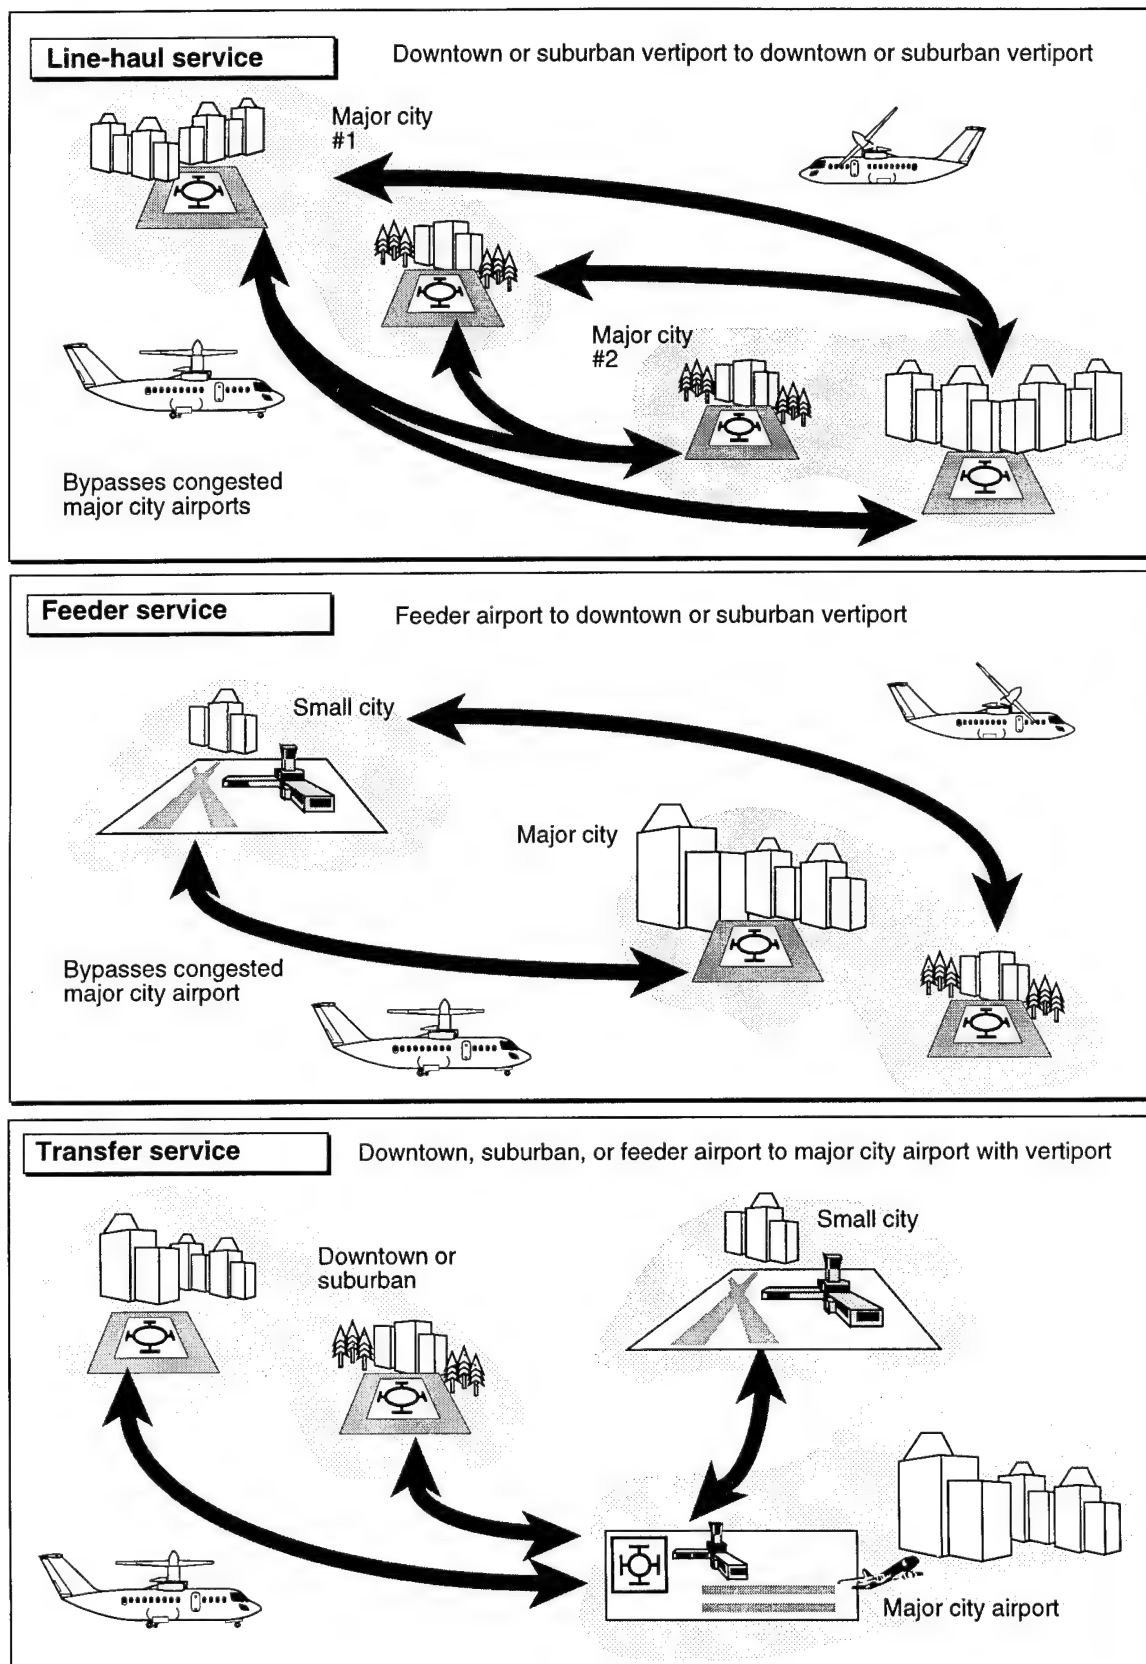 Line-haul service
Downtown or suburban vertiport to downtown or suburban vertiport
Major city
#1
Major city
#2
Bypasses congested
major city airports
Feeder service
Feeder airport to downtown or suburban vertiport
Small city
Major city
Bypasses congested
major city airport
Transfer service
Downtown, suburban, or feeder airport to major city airport with vertiport
Small city
Downtown or
suburban
Major city airport